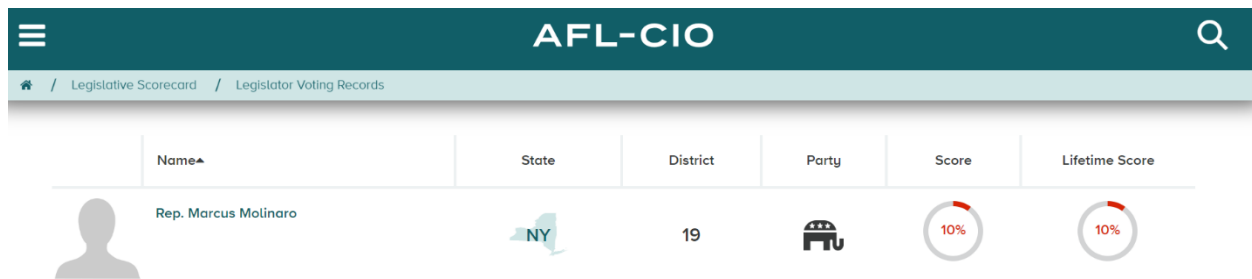 AFL-CIO
/ Legislative Scorecard / Legislator Voting Records
Name State District Party Score Lifetime Score
Rep. Marcus Molinaro NY 19 10% 10%